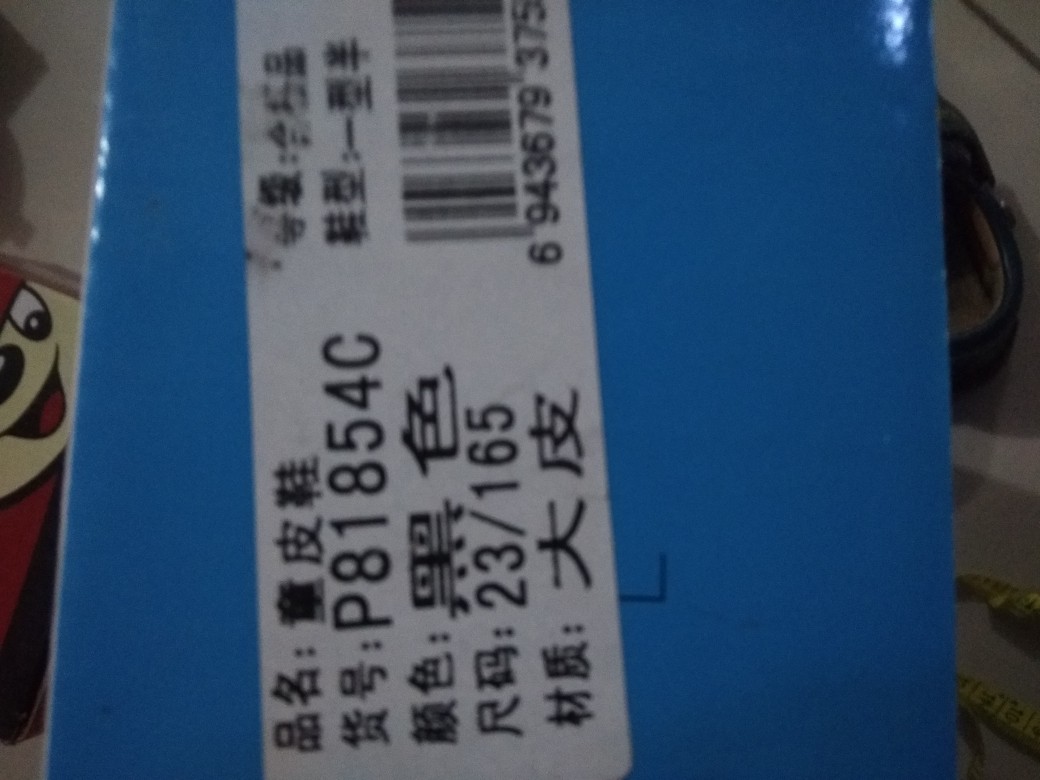 品名: 童皮鞋
货号: P81854C
颜色: 黑色
尺码: 23/165
材质: 大皮
等级:合格品
鞋型:一型半
6 943679 375